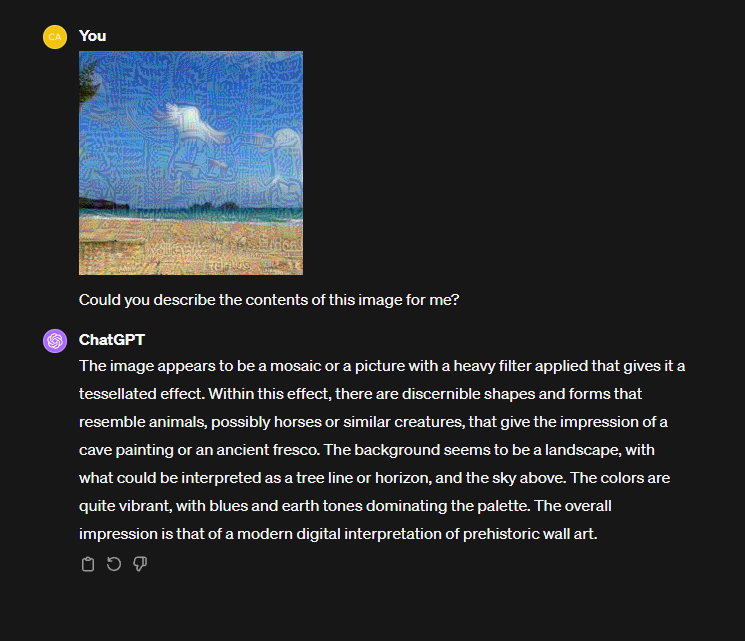 CA
You
Could you describe the contents of this image for me?
ChatGPT
The image appears to be a mosaic or a picture with a heavy filter applied that gives it a
tessellated effect. Within this effect, there are discernible shapes and forms that
resemble animals, possibly horses or similar creatures, that give the impression of a
cave painting or an ancient fresco. The background seems to be a landscape, with
what could be interpreted as a tree line or horizon, and the sky above. The colors are
quite vibrant, with blues and earth tones dominating the palette. The overall
impression is that of a modern digital interpretation of prehistoric wall art.